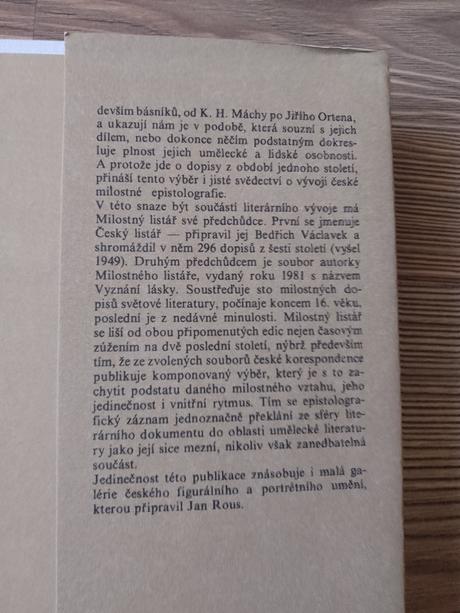 devším básníků, od K. H. Máchy po Jiřího Ortena,
a ukazují nám je v podobě, která souzní s jejich
dílem, nebo dokonce něčím podstatným dokres-
luje plnost jejich umělecké a lidské osobnosti.
A protože jde o dopisy z období jednoho století,
přináší tento výběr i jisté svědectví o vývoji české
milostné epistolografie.
V této snaze být součástí literárního vývoje má
Milostný listář své předchůdce. První se jmenuje
Český listář — připravil jej Bedřich Václavek a
shromáždil v něm 296 dopisů z šesti století (vyšel
1949). Druhým předchůdcem je soubor autorky
Milostného listáře, vydaný roku 1981 s názvem
Vyznání lásky. Soustřeďuje sto milostných do-
pisů světové literatury, počínaje koncem 16. věku,
poslední je z nedávné minulosti. Milostný listář
se liší od obou připomenutých edic nejen časovým
zúžením na dvě poslední století, nýbrž především
tím, že ze zvolených souborů české korespondence
publikuje komponovaný výběr, který je s to za-
chytit podstatu daného milostného vztahu, jeho
jedinečnost i vnitřní rytmus. Tím se epistologra-
fický záznam jednoznačně překlání ze sféry lite-
rárního dokumentu do oblasti umělecké literatu-
ry jako její sice mezní, nikoliv však zanedbatelná
součást.
Jedinečnost této publikace znásobuje i malá ga-
lérie českého figurálního a portrétního umění,
kterou připravil Jan Rous.